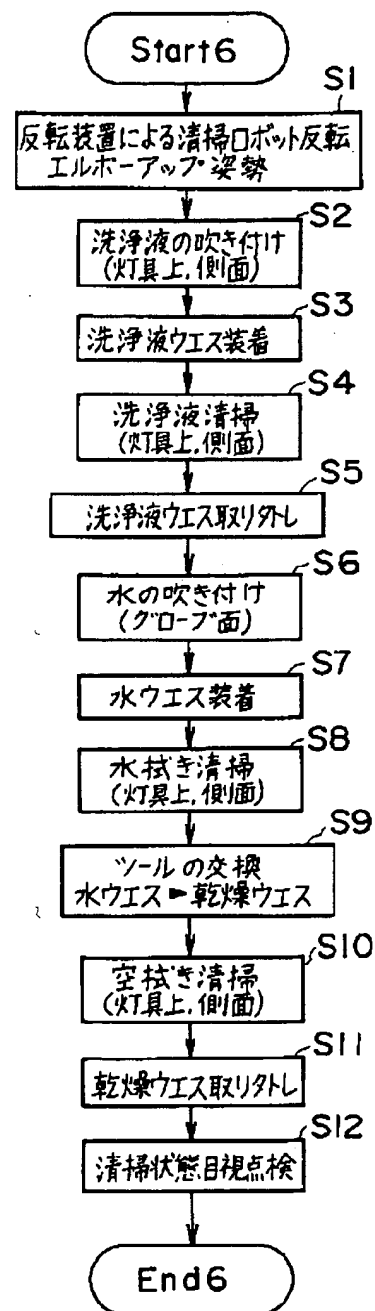 Start6
S1
反転装置による清掃ロボット反転
エルボーアップ姿勢
S2
洗浄液の吹き付け
(灯具上,側面)
S3
洗浄液ウエス装着
S4
洗浄液清掃
(灯具上,側面)
S5
洗浄液ウエス取り外し
S6
水の吹き付け
(グローブ面)
S7
水ウエス装着
S8
水拭き清掃
(灯具上,側面)
S9
ツールの交換
水ウエス►乾燥ウエス
S10
空拭き清掃
(灯具上,側面)
S11
乾燥ウエス取り外し
S12
清掃状態目視点検
End6